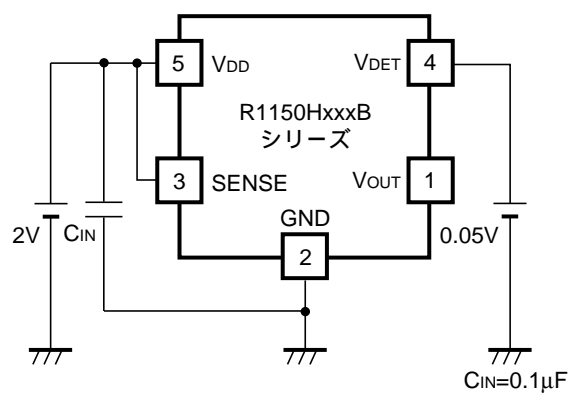 5 VDD VDET 4
R1150HxxxB
シリーズ
3 SENSE VOUT 1
GND
2V CIN 2 0.05V
CIN=0.1μF